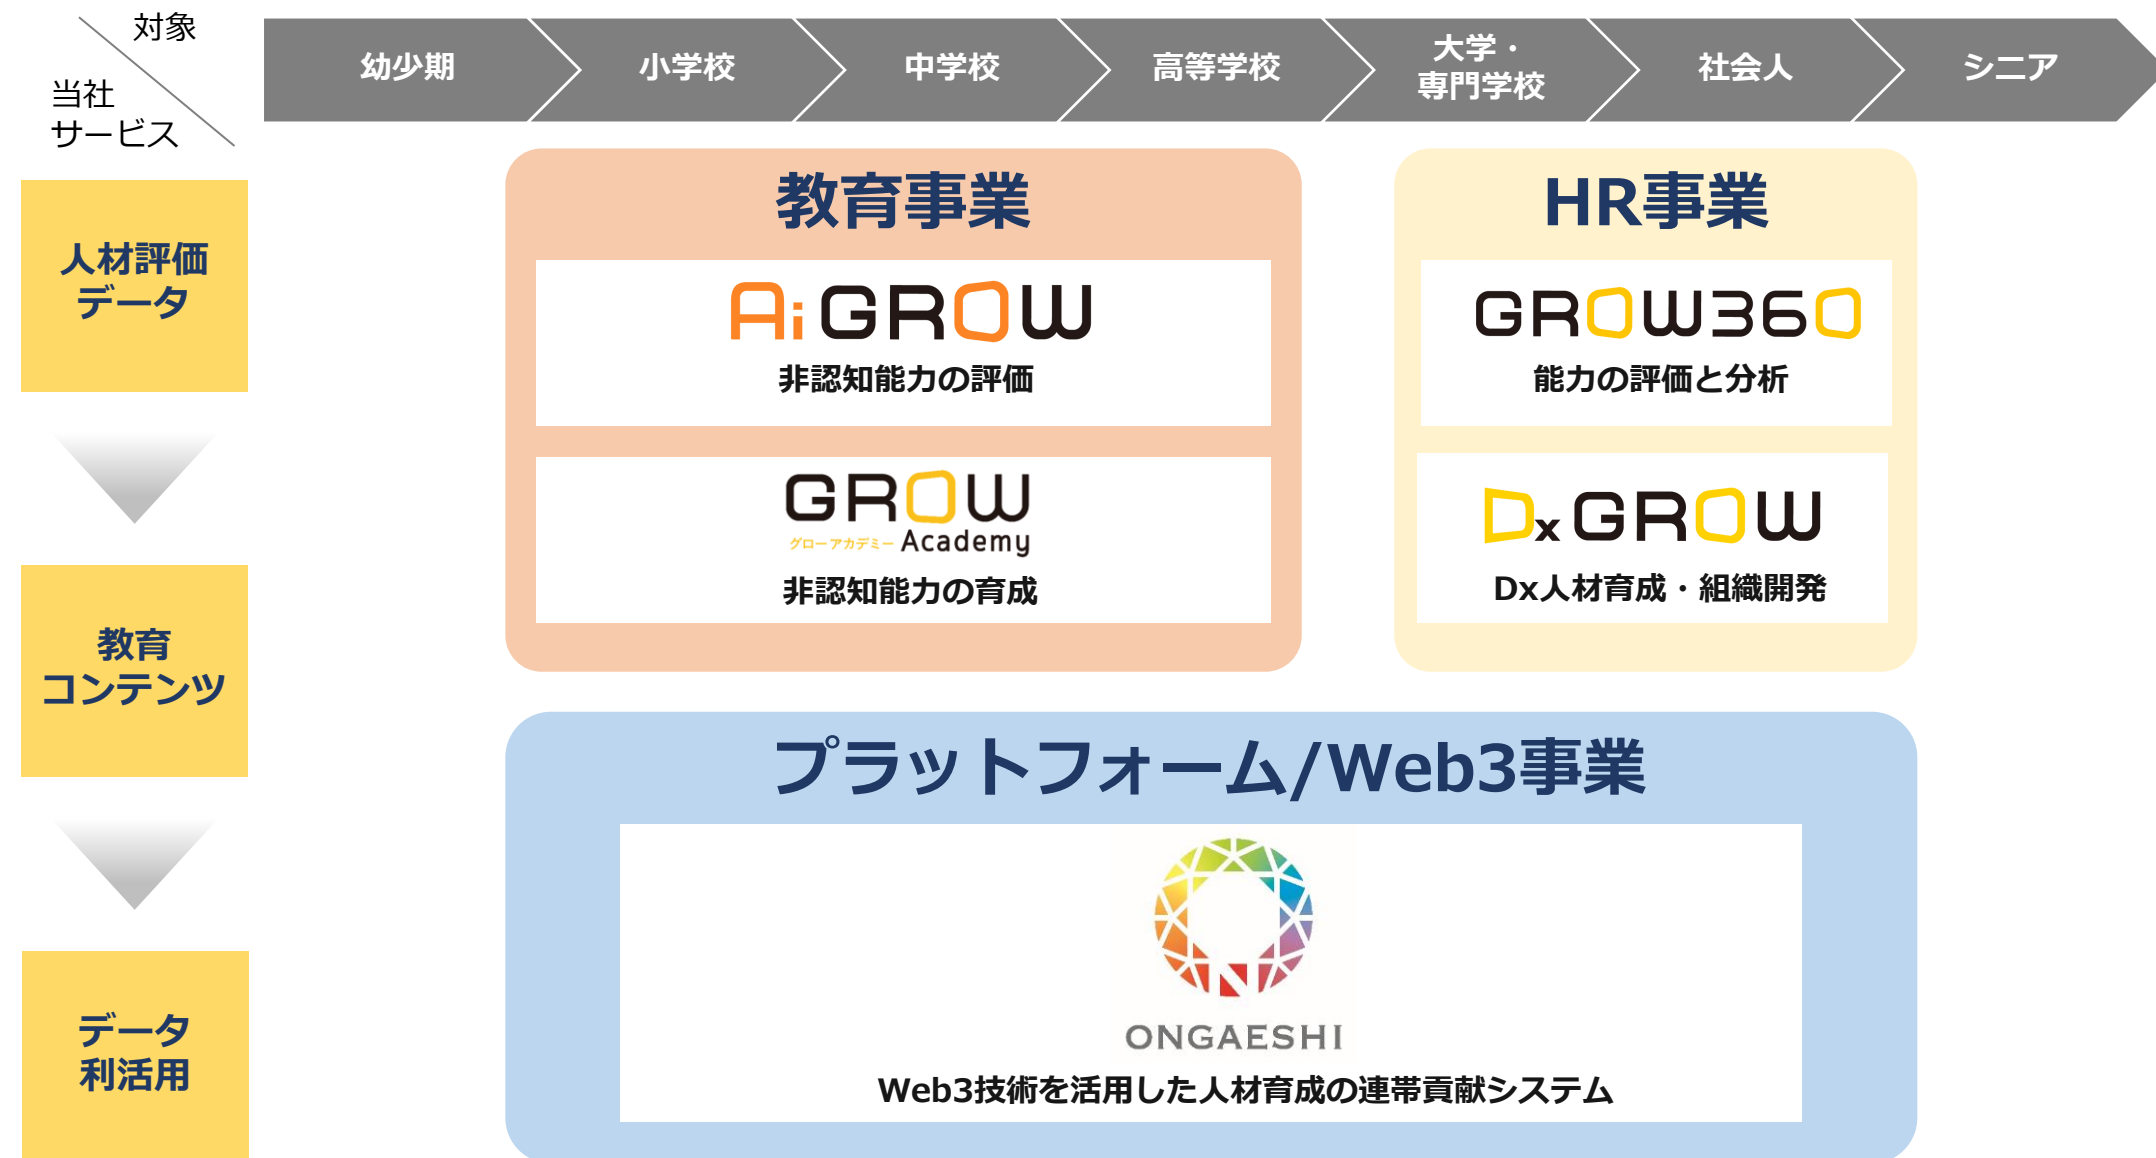 対象
当社
サービス
幼少期
小学校
中学校
高等学校
大学・
専門学校
社会人
シニア
人材評価
データ
教育
コンテンツ
データ
利活用
教育事業
Ai GROW
非認知能力の評価
GROW
グローアカデミー Academy
非認知能力の育成
HR事業
GROW360
能力の評価と分析
Dx GROW
Dx人材育成・組織開発
プラットフォーム/Web3事業
ONGAESHI
Web3技術を活用した人材育成の連帯貢献システム